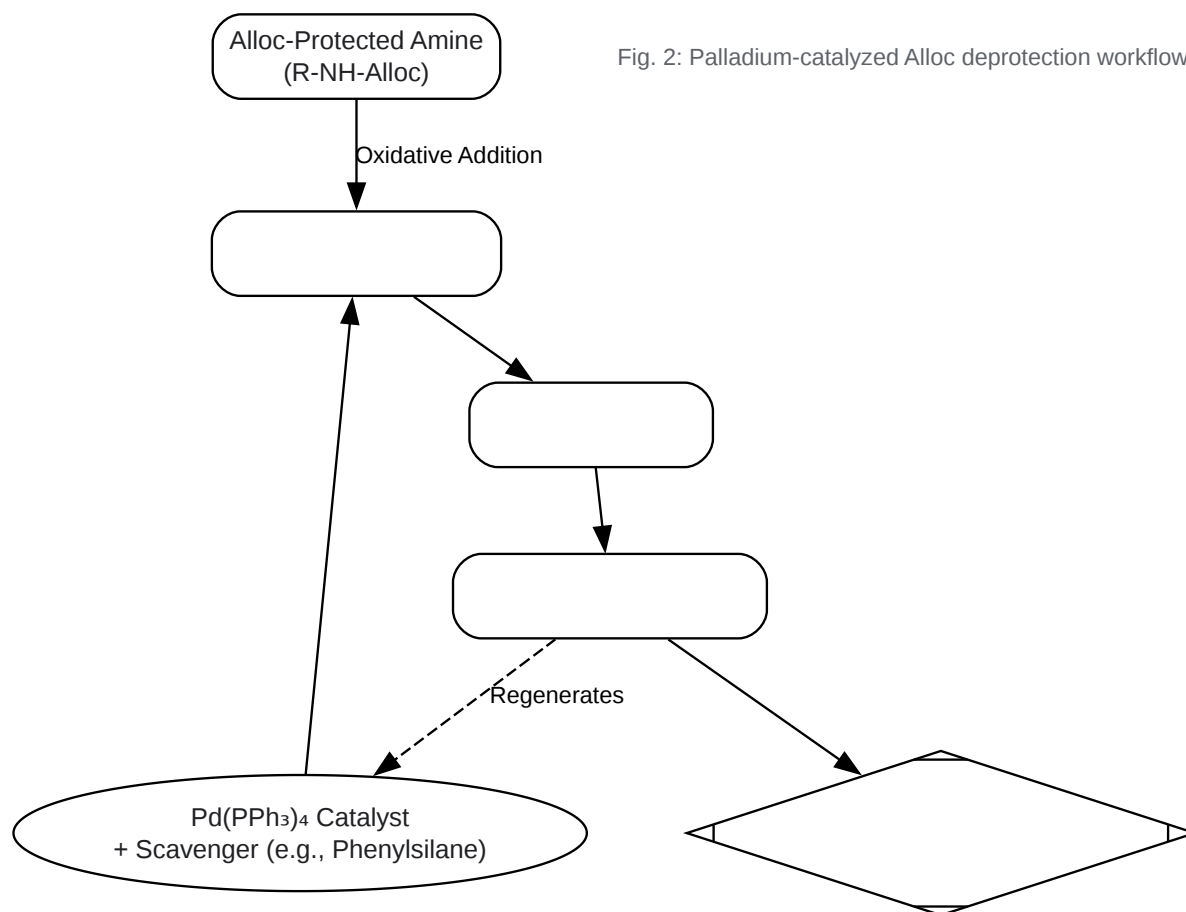 Alloc-Protected Amine
(R-NH-Alloc)
Fig. 2: Palladium-catalyzed Alloc deprotection workflow
Oxidative Addition
Regenerates
Pd(PPh₃)₄ Catalyst
+ Scavenger (e.g., Phenylsilane)